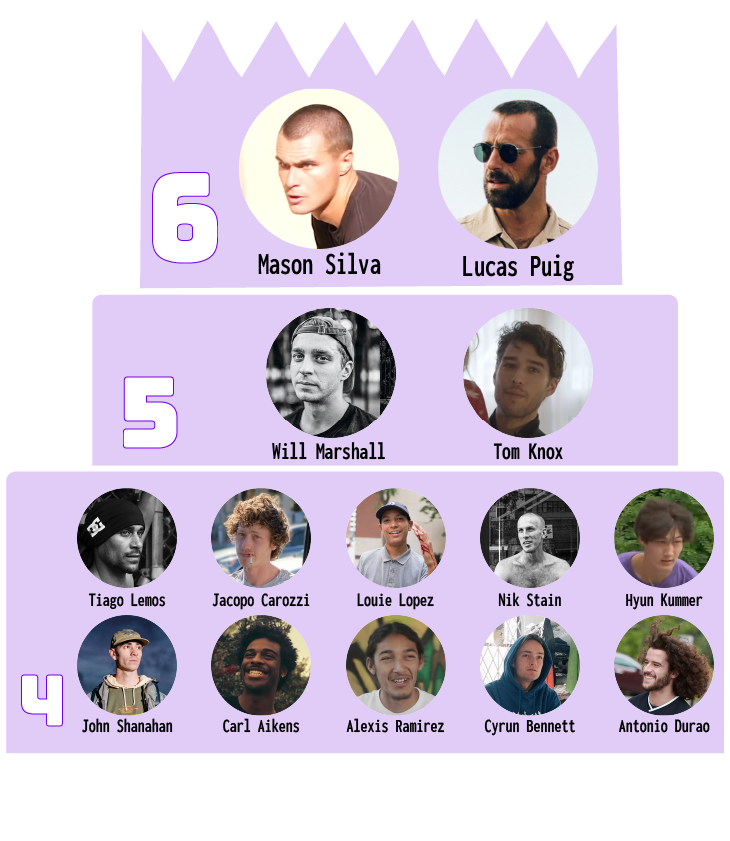 6
Mason Silva
Lucas Puig
5
Will Marshall
Tom Knox
Tiago Lemos
Jacopo Carozzi
Louie Lopez
Nik Stain
Hyun Kummer
4
John Shanahan
Carl Aikens
Alexis Ramirez
Cyrun Bennett
Antonio Durao